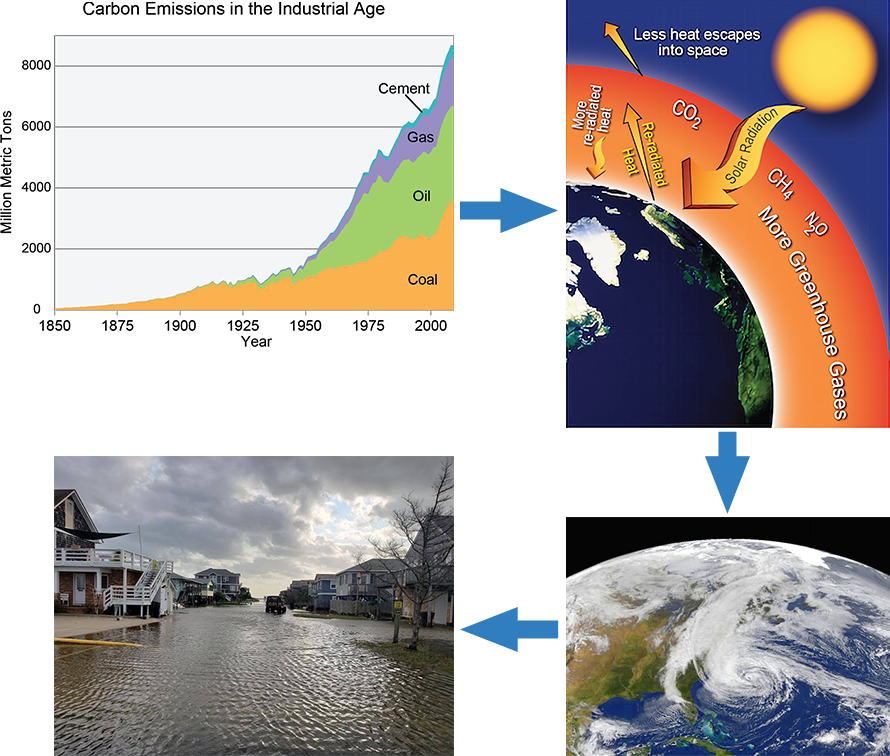 Carbon Emissions in the Industrial Age
Million Metric Tons
8000
6000
4000
2000
0
Cement
Gas
Oil
Coal
1850 1875 1900 1925 1950 1975 2000
Year
Less heat escapes
into space
More
re-radiated
heat
Re-radiated
Heat
CO₂
Solar Radiation
CH₄
N₂O
More Greenhouse Gases